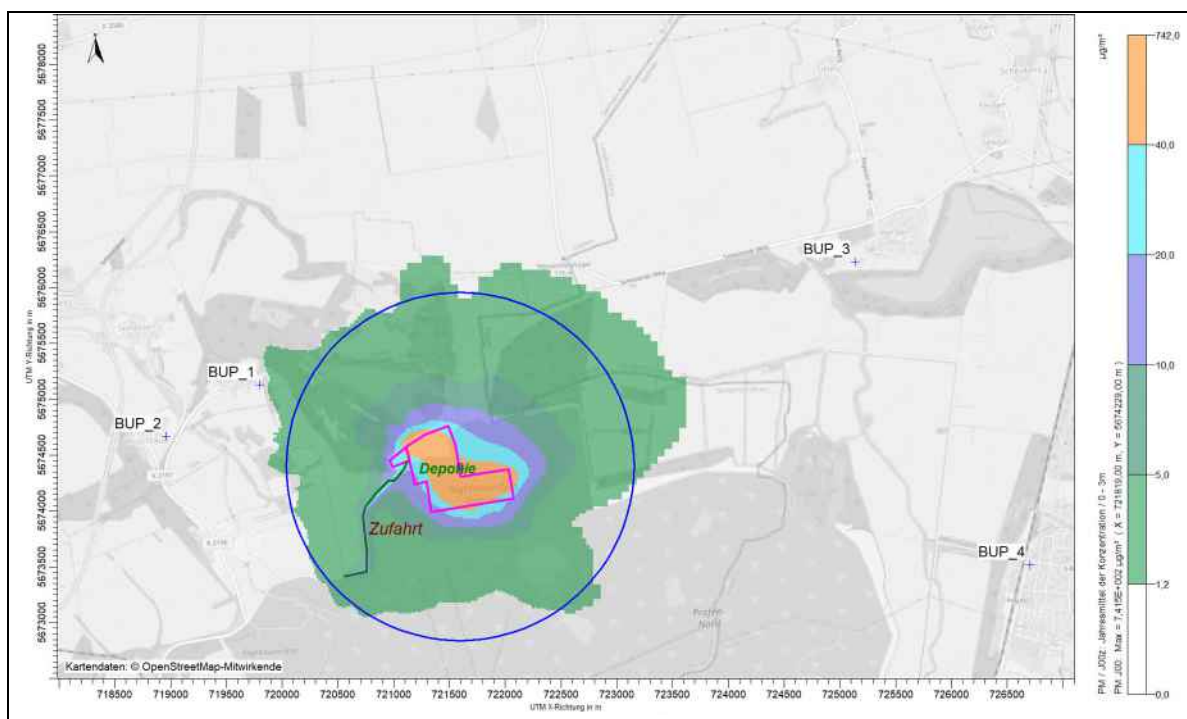 µg/m³
742,0
40,0
20,0
10,0
5,0
1,2
0,0
PM / J00z: Jahresmittel der Konzentration / 0 - 3m
PM J00: Max = 7,415E+002 µg/m³ ( X = 721819,00 m, Y = 5674229,00 m )
UTM Y-Richtung in m
5678000
5677500
5677000
5676500
5676000
5675500
5675000
5674500
5674000
5673500
5673000
BUP_3
BUP_1
BUP_2
Deponie
Zufahrt
BUP_4
Profen
Nord
Kartendaten: © OpenStreetMap-Mitwirkende
718500
719000
719500
720000
720500
721000
721500
722000
722500
723000
723500
724000
724500
725000
725500
726000
726500
UTM X-Richtung in m